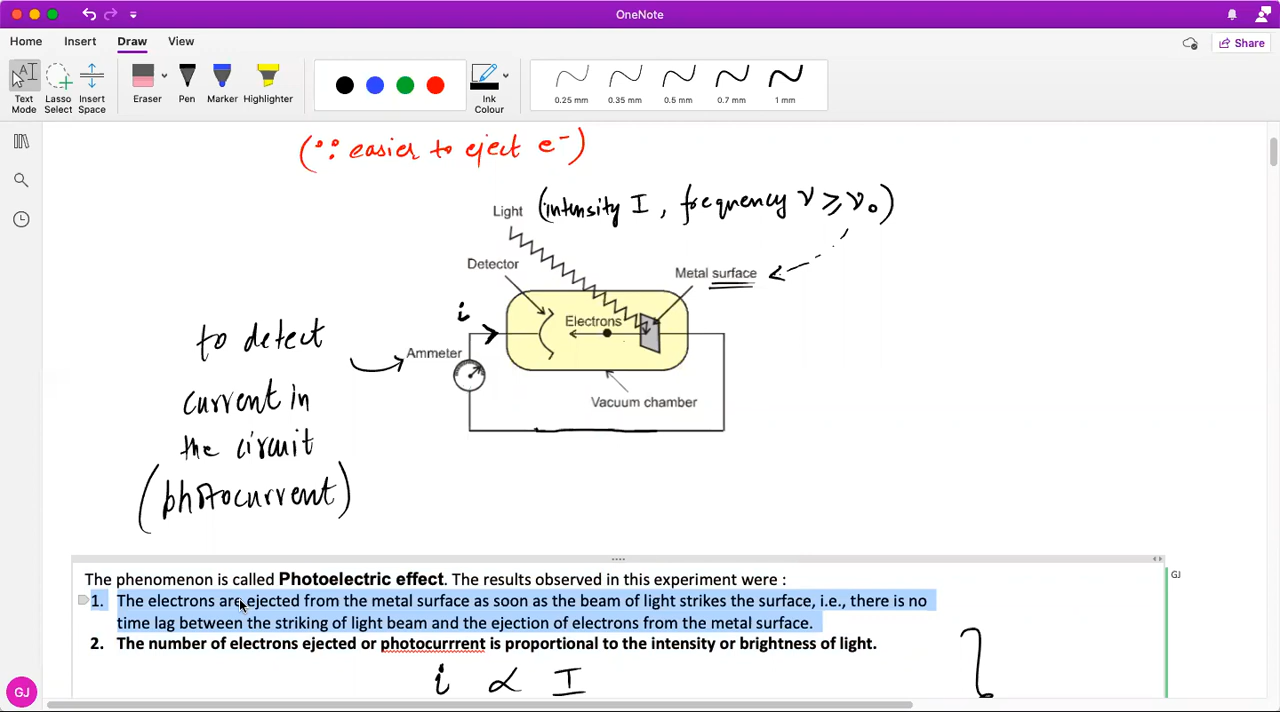 OneNote
Home Insert Draw View
Share
Text Mode
Lasso Select
Insert Space
Eraser
Pen
Marker
Highlighter
Ink Colour
0.25 mm
0.35 mm
0.5 mm
0.7 mm
1 mm
(∵ easier to eject e⁻)
Light (intensity I, frequency ν ≥ ν₀)
Detector
Metal surface
i
Electrons
to detect
Ammeter
current in
Vacuum chamber
the circuit
(photocurrent)
The phenomenon is called Photoelectric effect. The results observed in this experiment were :
GJ
1. The electrons are ejected from the metal surface as soon as the beam of light strikes the surface, i.e., there is no
time lag between the striking of light beam and the ejection of electrons from the metal surface.
2. The number of electrons ejected or photocurrrent is proportional to the intensity or brightness of light.
i ∝ I
GJ